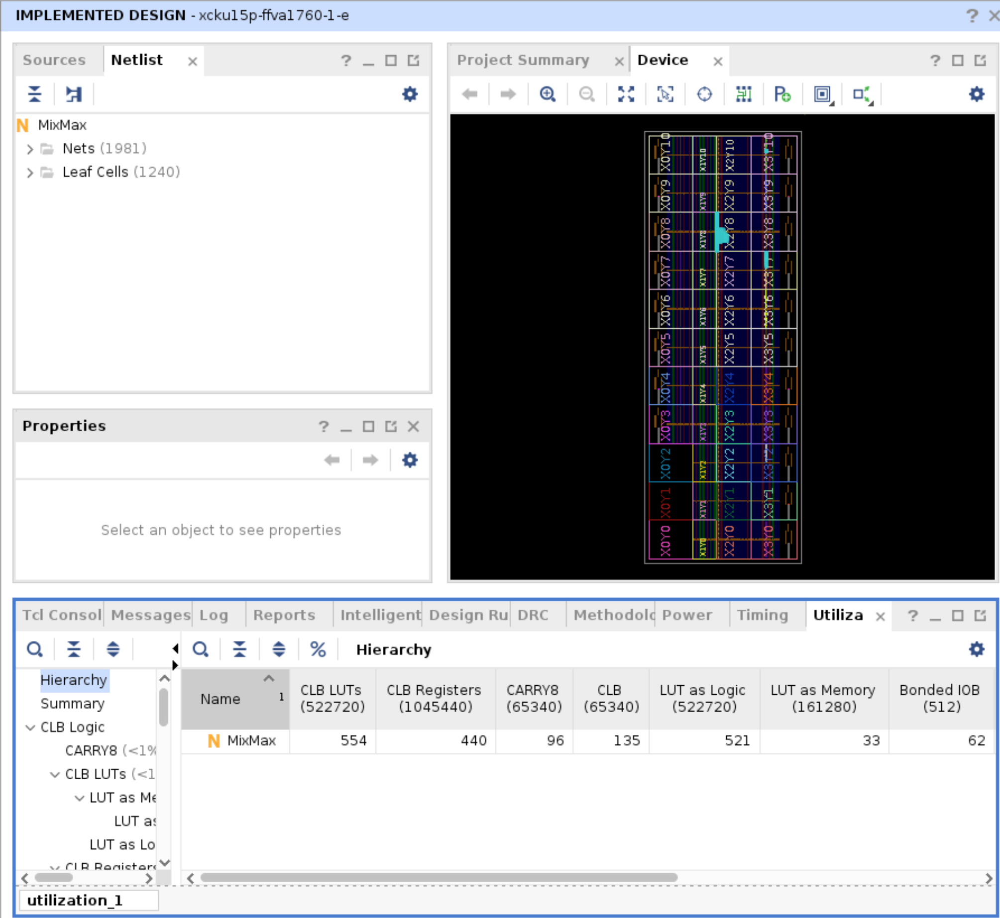 IMPLEMENTED DESIGN - xcku15p-ffva1760-1-e
Sources Netlist
MixMax
Nets (1981)
Leaf Cells (1240)
Properties
Select an object to see properties
Project Summary Device
X0Y10 X1Y10 X2Y10 X3Y10
X0Y9 X1Y9 X2Y9 X3Y9
X0Y8 X1Y8 X2Y8 X3Y8
X0Y7 X1Y7 X2Y7 X3Y7
X0Y6 X1Y6 X2Y6 X3Y6
X0Y5 X1Y5 X2Y5 X3Y5
X0Y4 X1Y4 X2Y4 X3Y4
X0Y3 X1Y3 X2Y3 X3Y3
X0Y2 X1Y2 X2Y2 X3Y2
X0Y1 X1Y1 X2Y1 X3Y1
X0Y0 X1Y0 X2Y0 X3Y0
Tcl Consol Messages Log Reports Intelligent Design Ru DRC Methodolo Power Timing Utiliza
Hierarchy
Hierarchy
Summary
CLB Logic
CARRY8 (<1%
CLB LUTs (<1
LUT as Me
LUT as
LUT as Lo
CLB Registers
Name 1 CLB LUTs (522720) CLB Registers (1045440) CARRY8 (65340) CLB (65340) LUT as Logic (522720) LUT as Memory (161280) Bonded IOB (512)
N MixMax 554 440 96 135 521 33 62
utilization_1